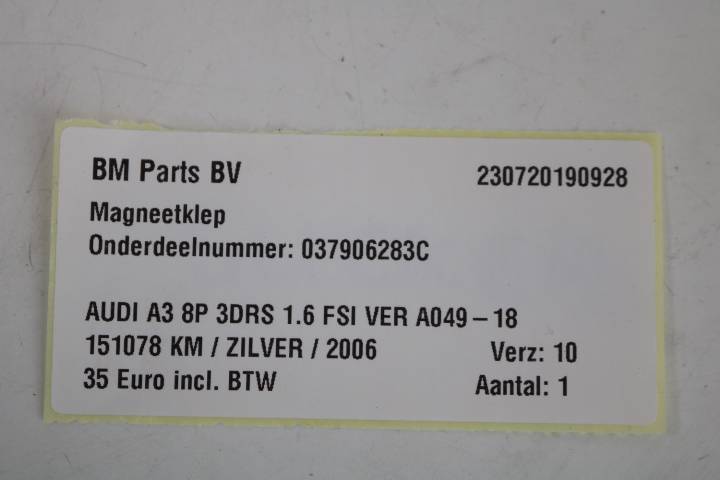 BM Parts BV 230720190928
Magneetklep
Onderdeelnummer: 037906283C
AUDI A3 8P 3DRS 1.6 FSI VER A049-18
151078 KM / ZILVER / 2006 Verz: 10
35 Euro incl. BTW Aantal: 1